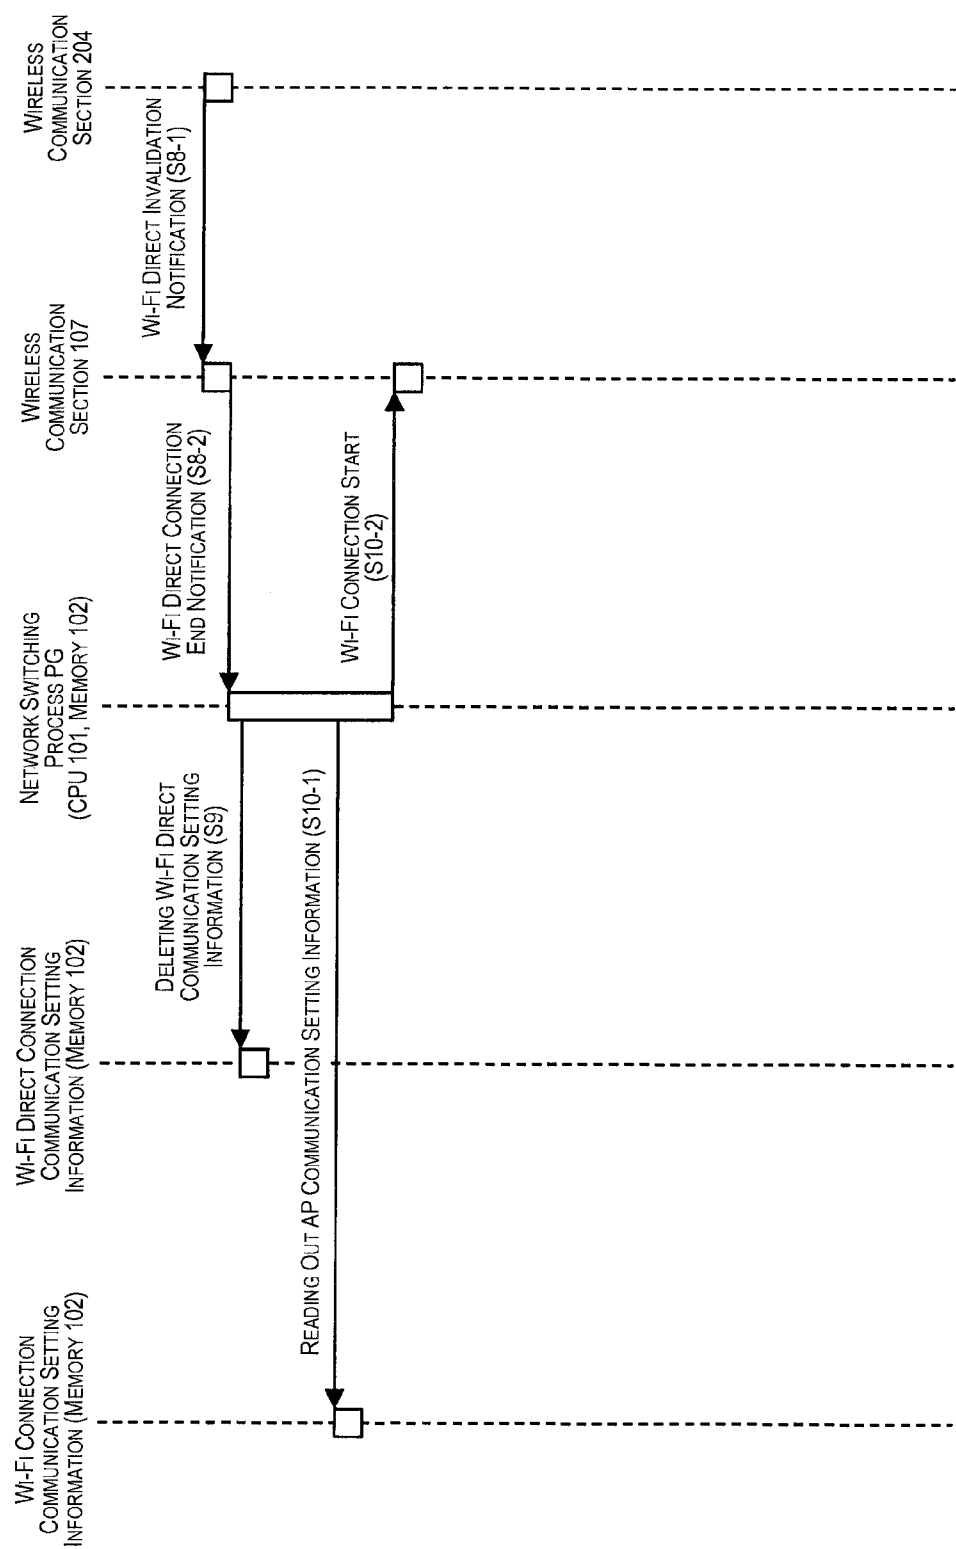 WI-FI CONNECTION
COMMUNICATION SETTING
INFORMATION (MEMORY 102)
WI-FI DIRECT CONNECTION
COMMUNICATION SETTING
INFORMATION (MEMORY 102)
NETWORK SWITCHING
PROCESS PG
(CPU 101, MEMORY 102)
WIRELESS
COMMUNICATION
SECTION 107
WIRELESS
COMMUNICATION
SECTION 204
WI-FI DIRECT INVALIDATION
NOTIFICATION (S8-1)
WI-FI DIRECT CONNECTION
END NOTIFICATION (S8-2)
DELETING WI-FI DIRECT
COMMUNICATION SETTING
INFORMATION (S9)
READING OUT AP COMMUNICATION SETTING INFORMATION (S10-1)
WI-FI CONNECTION START
(S10-2)